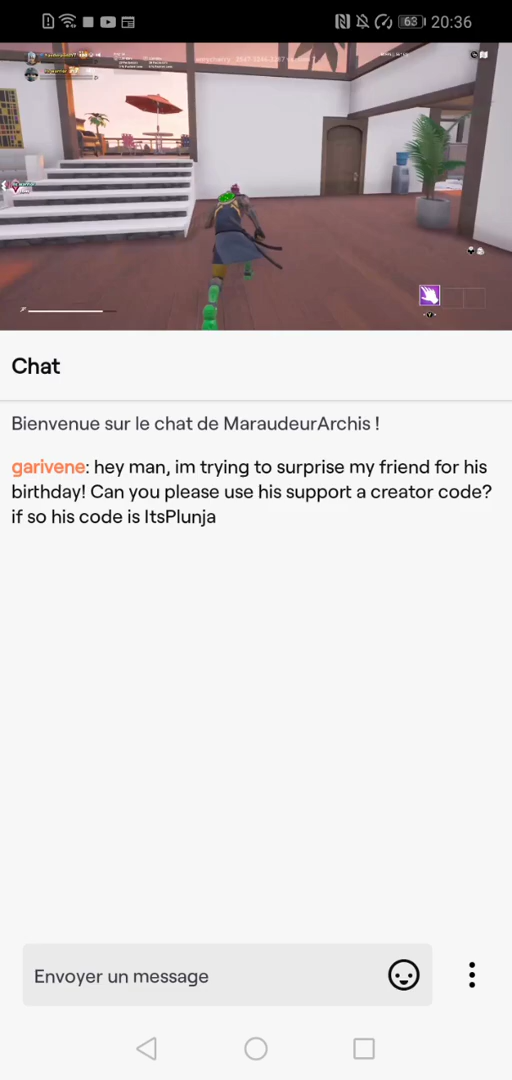 63 20:36
Chat
Bienvenue sur le chat de MaraudeurArchis !
garivene: hey man, im trying to surprise my friend for his
birthday! Can you please use his support a creator code?
if so his code is ItsPlunja
Envoyer un message